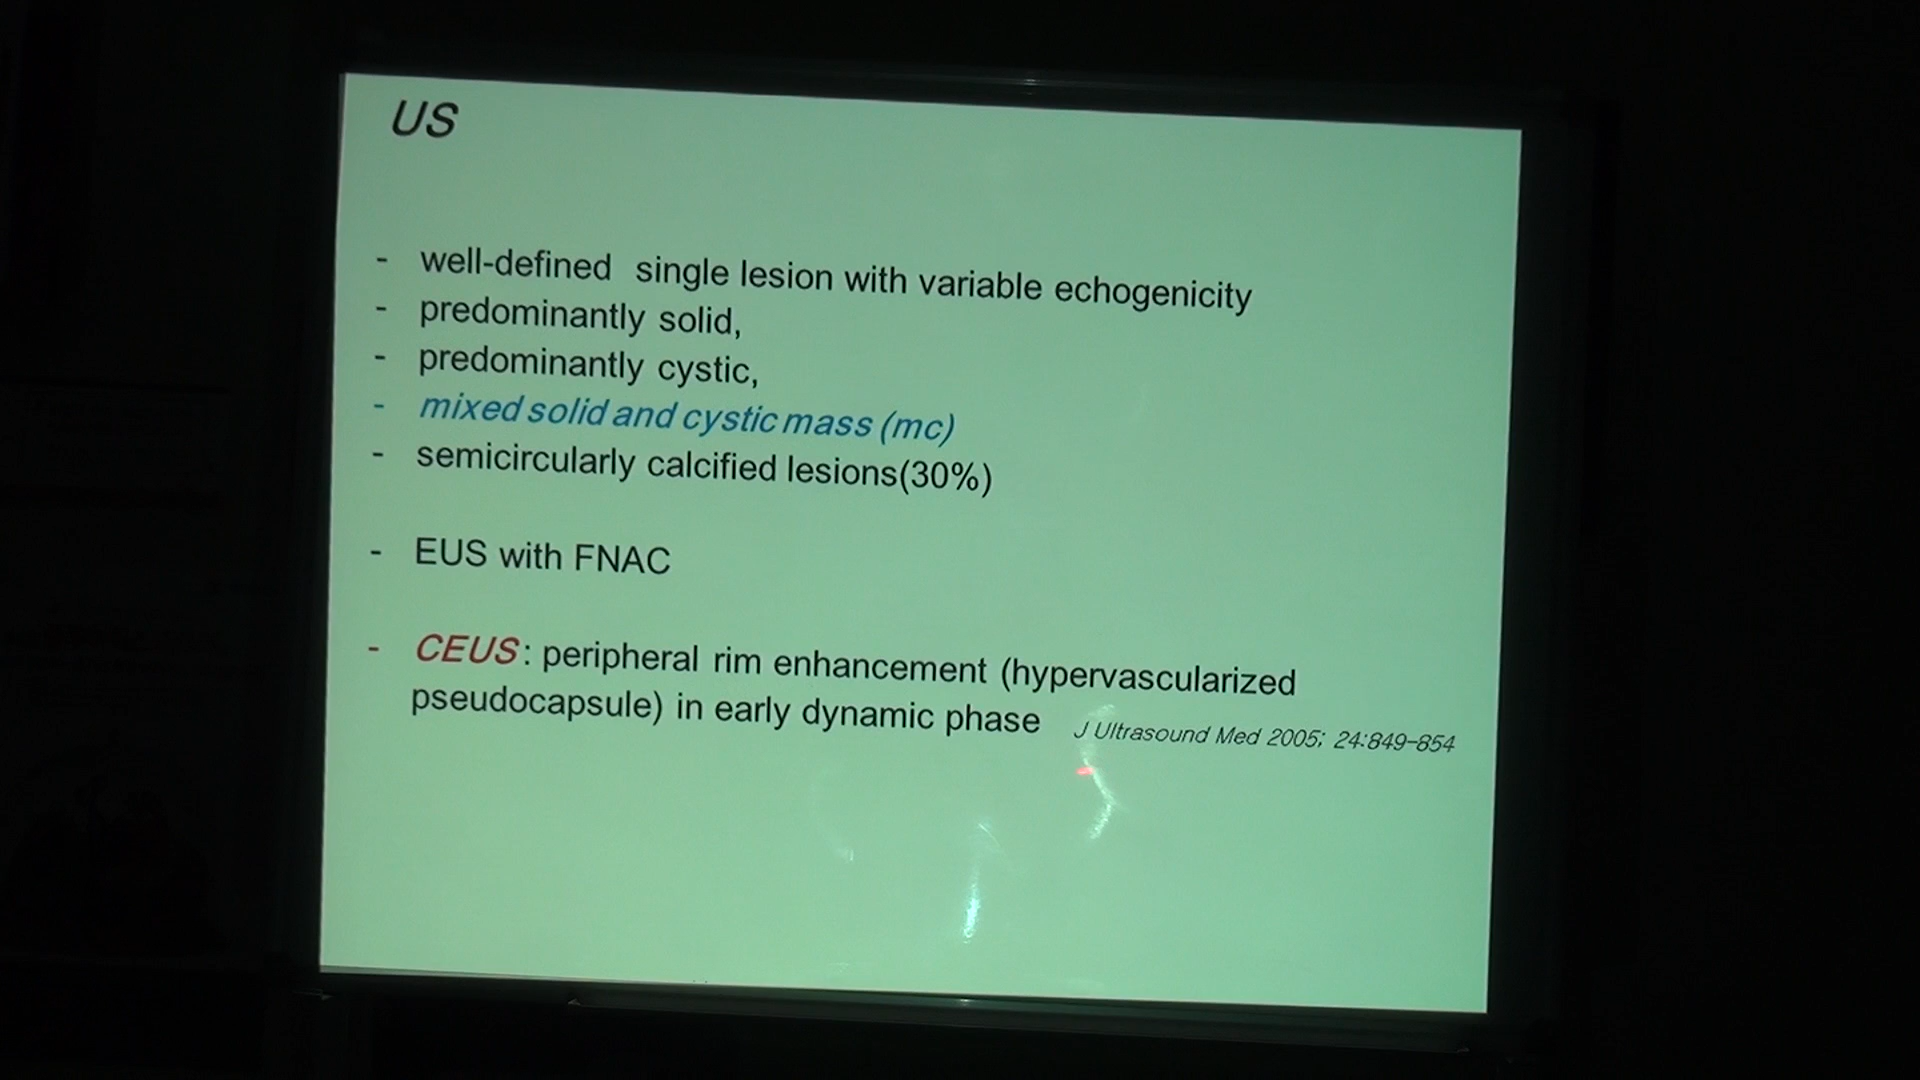 US
- well-defined single lesion with variable echogenicity
- predominantly solid,
- predominantly cystic,
- mixed solid and cystic mass (mc)
- semicircularly calcified lesions(30%)
- EUS with FNAC
- CEUS: peripheral rim enhancement (hypervascularized
pseudocapsule) in early dynamic phase J Ultrasound Med 2005; 24:849-854